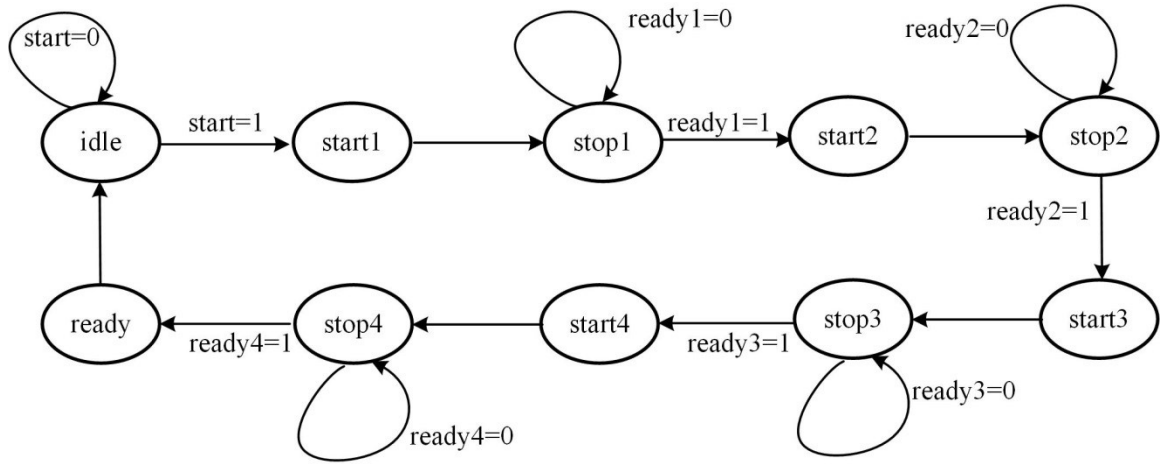 start=0
ready1=0
ready2=0
idle
start=1
start1
stop1
ready1=1
start2
stop2
ready2=1
ready
ready4=1
stop4
start4
ready3=1
stop3
start3
ready4=0
ready3=0